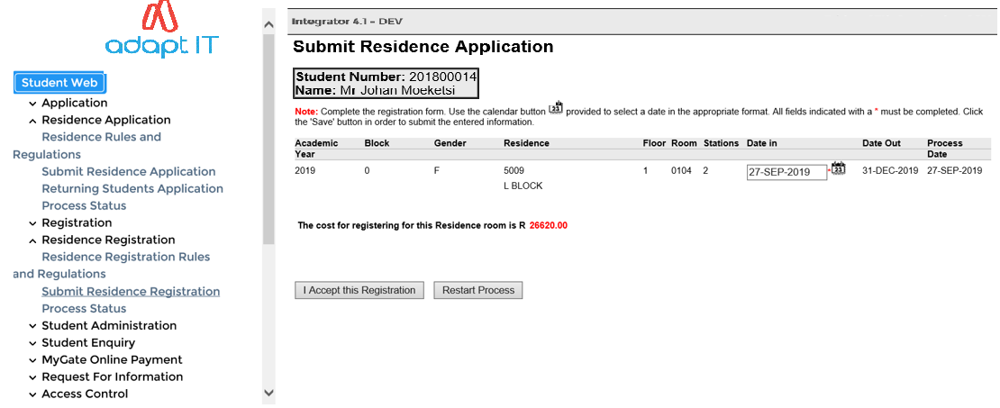 adapt IT
Student Web
Application
Residence Application
Residence Rules and
Regulations
Submit Residence Application
Returning Students Application
Process Status
Registration
Residence Registration
Residence Registration Rules
and Regulations
Submit Residence Registration
Process Status
Student Administration
Student Enquiry
MyGate Online Payment
Request For Information
Access Control
Integrator 4.1 - DEV
Submit Residence Application
Student Number: 201800014
Name: Mr Johan Moeketsi
Note: Complete the registration form. Use the calendar button 23 provided to select a date in the appropriate format. All fields indicated with a * must be completed. Click
the 'Save' button in order to submit the entered information.
Academic Block Gender Residence Floor Room Stations Date in Date Out Process
Year Date
2019 0 F 5009 1 0104 2 27-SEP-2019 * 23 31-DEC-2019 27-SEP-2019
L BLOCK
The cost for registering for this Residence room is R 26620.00
I Accept this Registration Restart Process